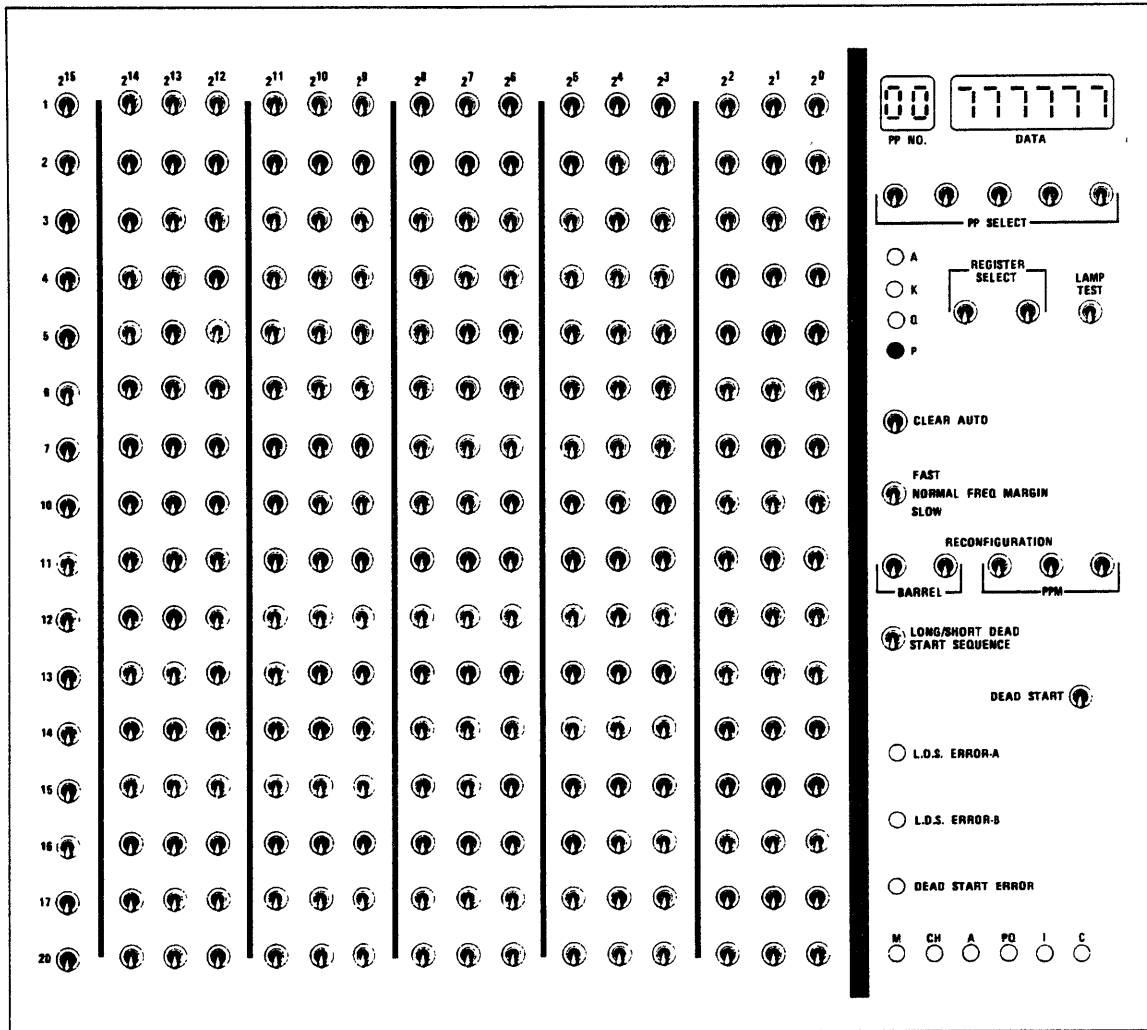 2^15 2^14 2^13 2^12 2^11 2^10 2^9 2^8 2^7 2^6 2^5 2^4 2^3 2^2 2^1 2^0
1
2
3
4
5
6
7
10
11
12
13
14
15
16
17
20
00 777777
PP NO. DATA
PP SELECT
A
K
Q
P
REGISTER
SELECT
LAMP
TEST
CLEAR AUTO
FAST
NORMAL FREQ MARGIN
SLOW
RECONFIGURATION
BARREL PPM
LONG/SHORT DEAD
START SEQUENCE
DEAD START
L.D.S. ERROR-A
L.D.S. ERROR-B
DEAD START ERROR
M CH A PQ I C